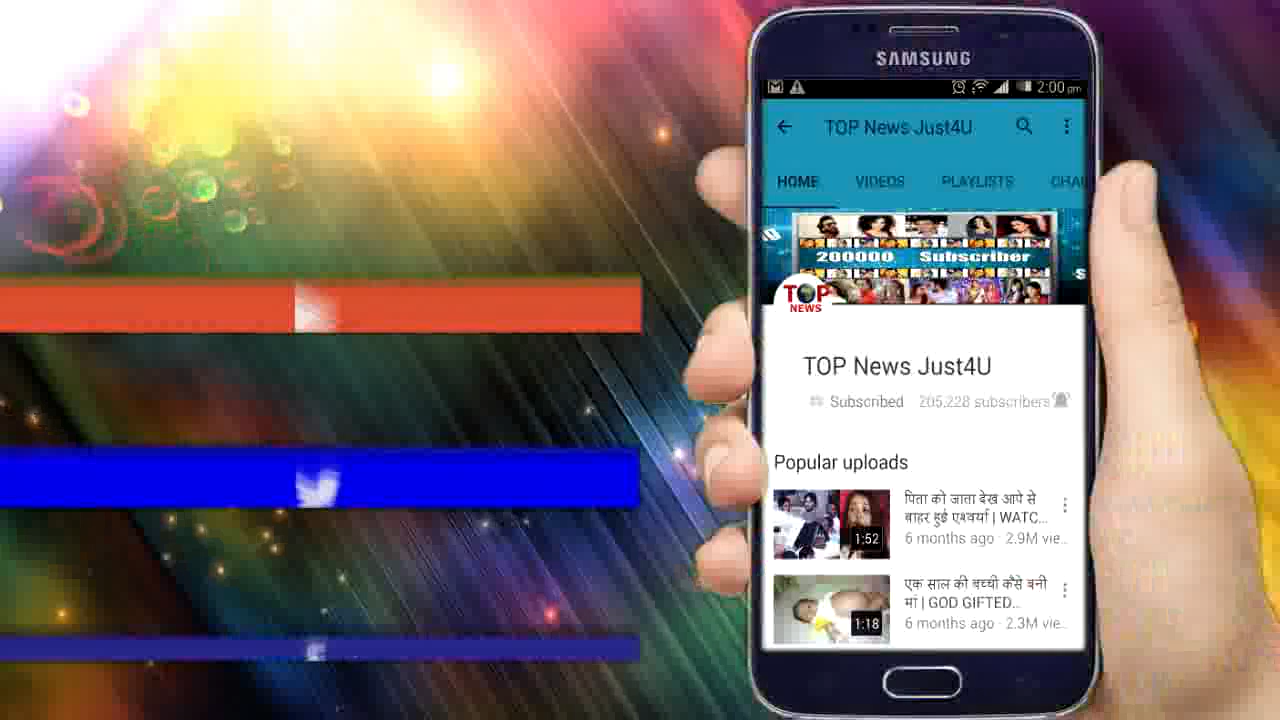 SAMSUNG
2:00 pm
TOP News Just4U
HOME VIDEOS PLAYLISTS CHA
200000 Subscriber
TOP
NEWS
TOP News Just4U
Subscribed 205,228 subscribers
Popular uploads
पिता को जाता देख आपे से
बाहर हुई एश्वर्या | WATC...
1:52
6 months ago · 2.9M vie..
एक साल की बच्ची कैसे बनी
मां | GOD GIFTED...
1:18
6 months ago · 2.3M vie..